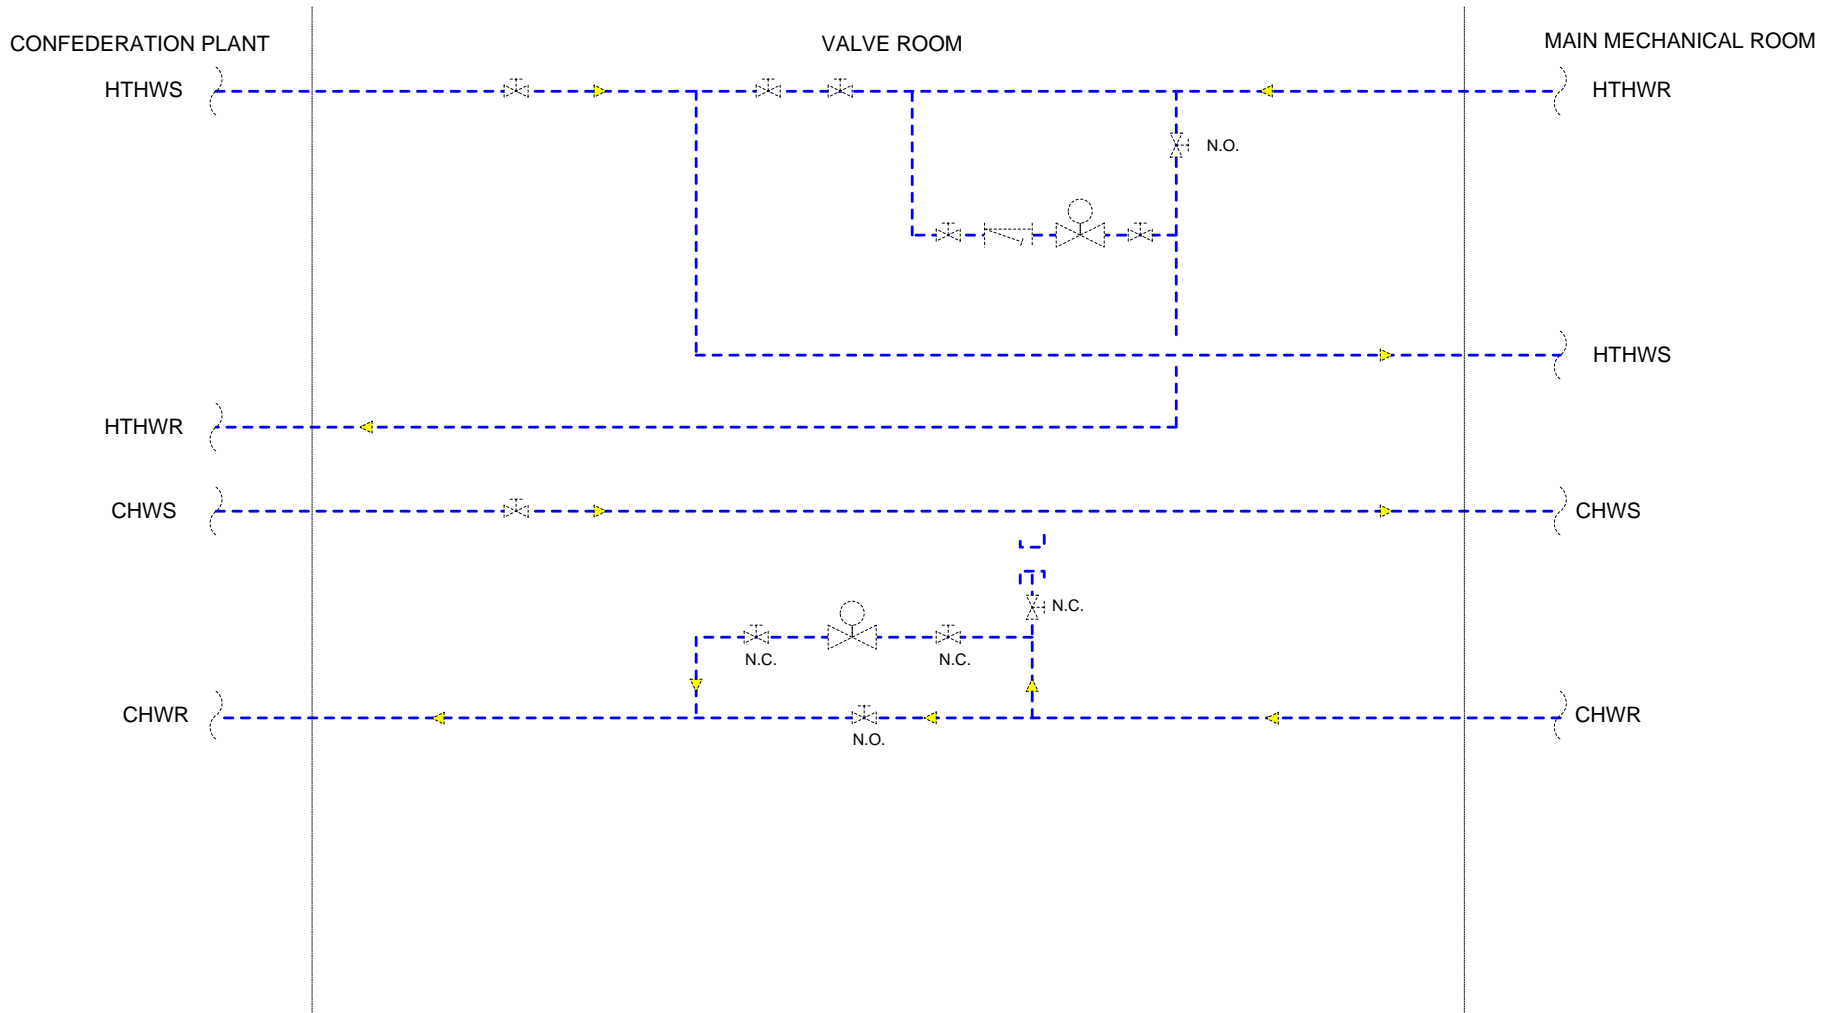 CONFEDERATION PLANT
VALVE ROOM
MAIN MECHANICAL ROOM
HTHWS
HTHWR
N.O.
HTHWS
HTHWR
CHWS
CHWS
N.C.
N.C.
N.C.
CHWR
CHWR
N.O.